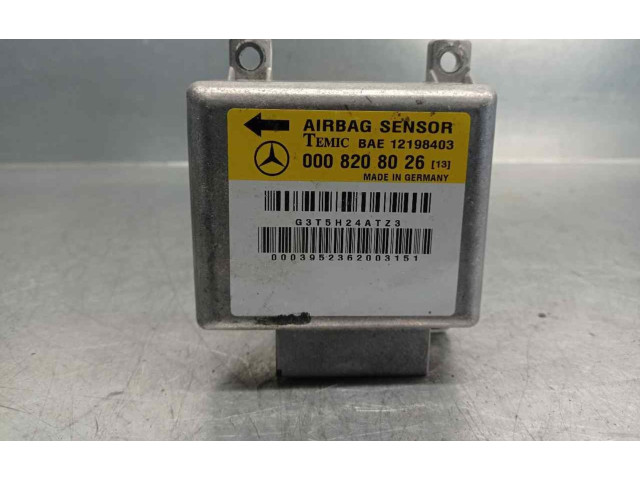 AIRBAG SENSOR
TEMIC BAE 12198403
000 820 80 26 [13]
MADE IN GERMANY
G3T5H24ATZ3
0003952362003151